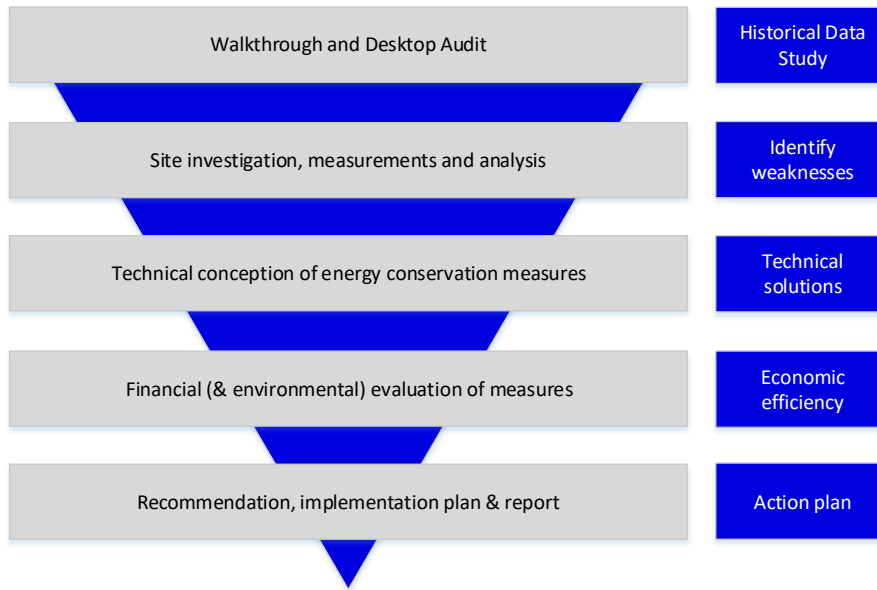 Walkthrough and Desktop Audit
Historical Data
Study
Site investigation, measurements and analysis
Identify
weaknesses
Technical conception of energy conservation measures
Technical
solutions
Financial (& environmental) evaluation of measures
Economic
efficiency
Recommendation, implementation plan & report
Action plan